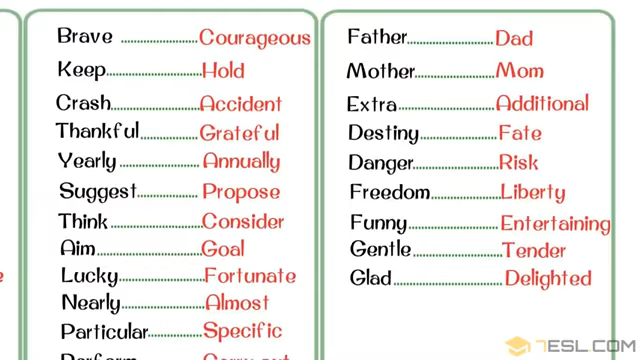 Brave ........................ Courageous
Keep ........................ Hold
Crash ........................ Accident
Thankful ........................ Grateful
Yearly ........................ Annually
Suggest ........................ Propose
Think ........................ Consider
Aim ........................ Goal
Lucky ........................ Fortunate
Nearly ........................ Almost
Particular ........................ Specific
Father ........................ Dad
Mother ........................ Mom
Extra ........................ Additional
Destiny ........................ Fate
Danger ........................ Risk
Freedom ........................ Liberty
Funny ........................ Entertaining
Gentle ........................ Tender
Glad ........................ Delighted
7ESL.COM